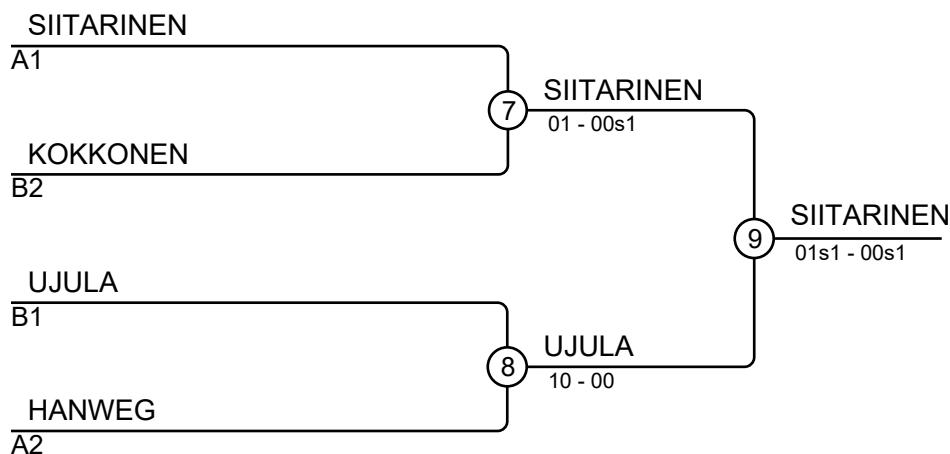 SIITARINEN
A1
7
SIITARINEN
01 - 00s1
KOKKONEN
B2
9
SIITARINEN
01s1 - 00s1
UJULA
B1
8
UJULA
10 - 00
HANWEG
A2